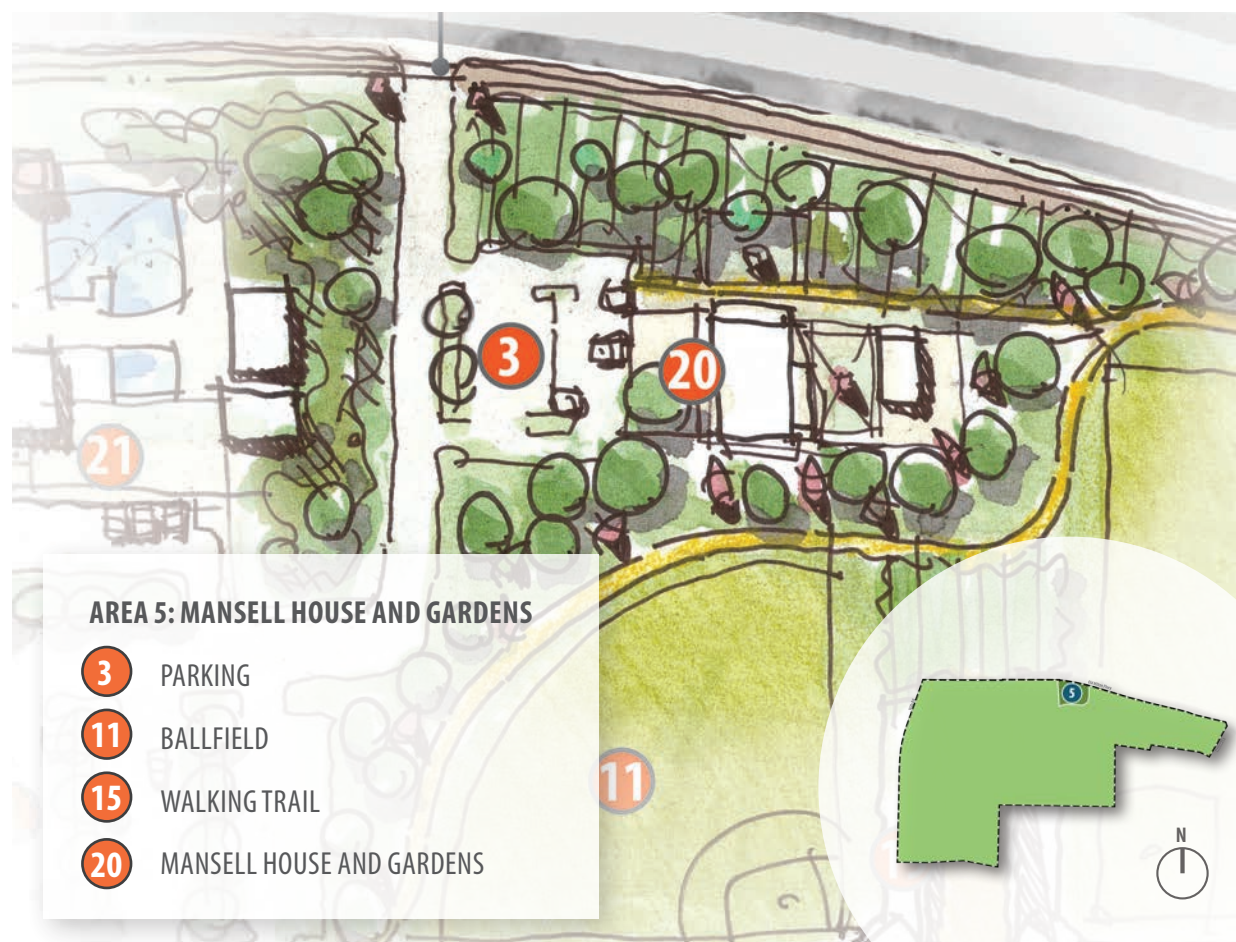 3
20
21
11
AREA 5: MANSELL HOUSE AND GARDENS
3 PARKING
11 BALLFIELD
15 WALKING TRAIL
20 MANSELL HOUSE AND GARDENS
5
N